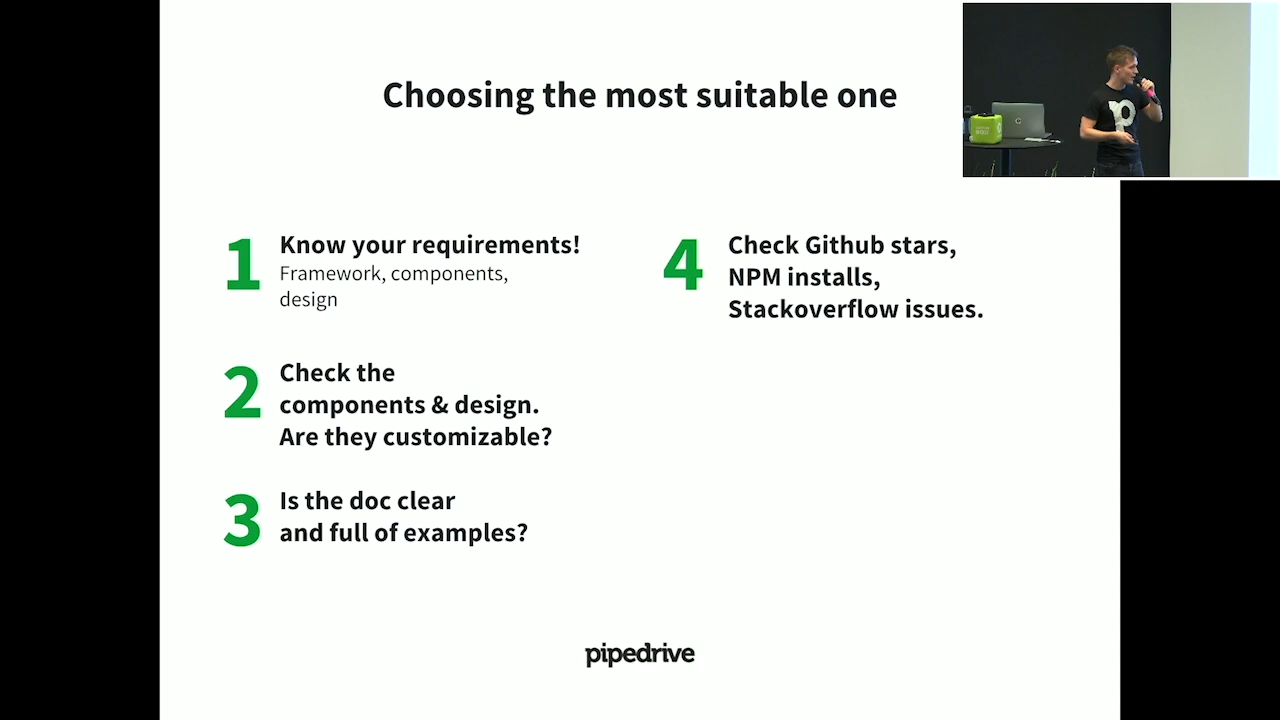 Choosing the most suitable one
1
Know your requirements!
Framework, components,
design
2
Check the
components & design.
Are they customizable?
3
Is the doc clear
and full of examples?
4
Check Github stars,
NPM installs,
Stackoverflow issues.
pipedrive